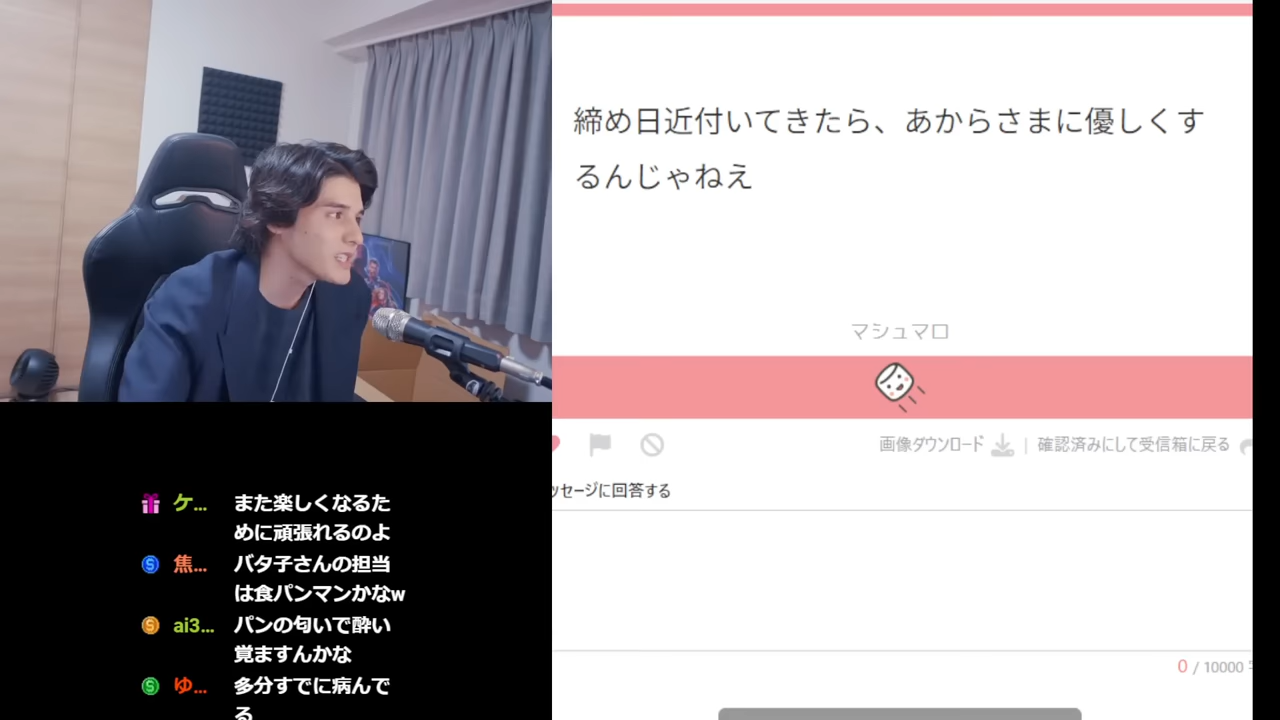 締め日近付いてきたら、あからさまに優しくす
るんじゃねえ
マシュマロ
画像ダウンロード
確認済みにして受信箱に戻る
ッセージに回答する
0 / 10000
ケ... また楽しくなるた
めに頑張れるのよ
焦... バタ子さんの担当
は食パンマンかなw
ai3... パンの匂いで酔い
覚ますんかな
ゆ... 多分すでに病んで
る